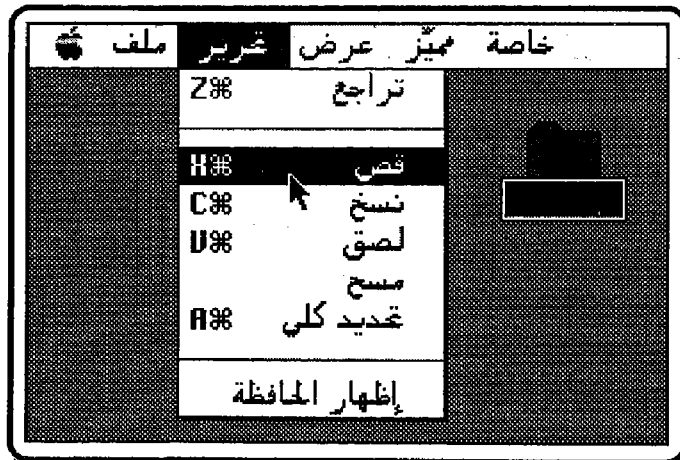 خاصة مميّز عرض تحرير ملف
تراجع ⌘Z
قص ⌘X
نسخ ⌘C
لصق ⌘V
مسح
تحديد كلي ⌘A
إظهار الحافظة